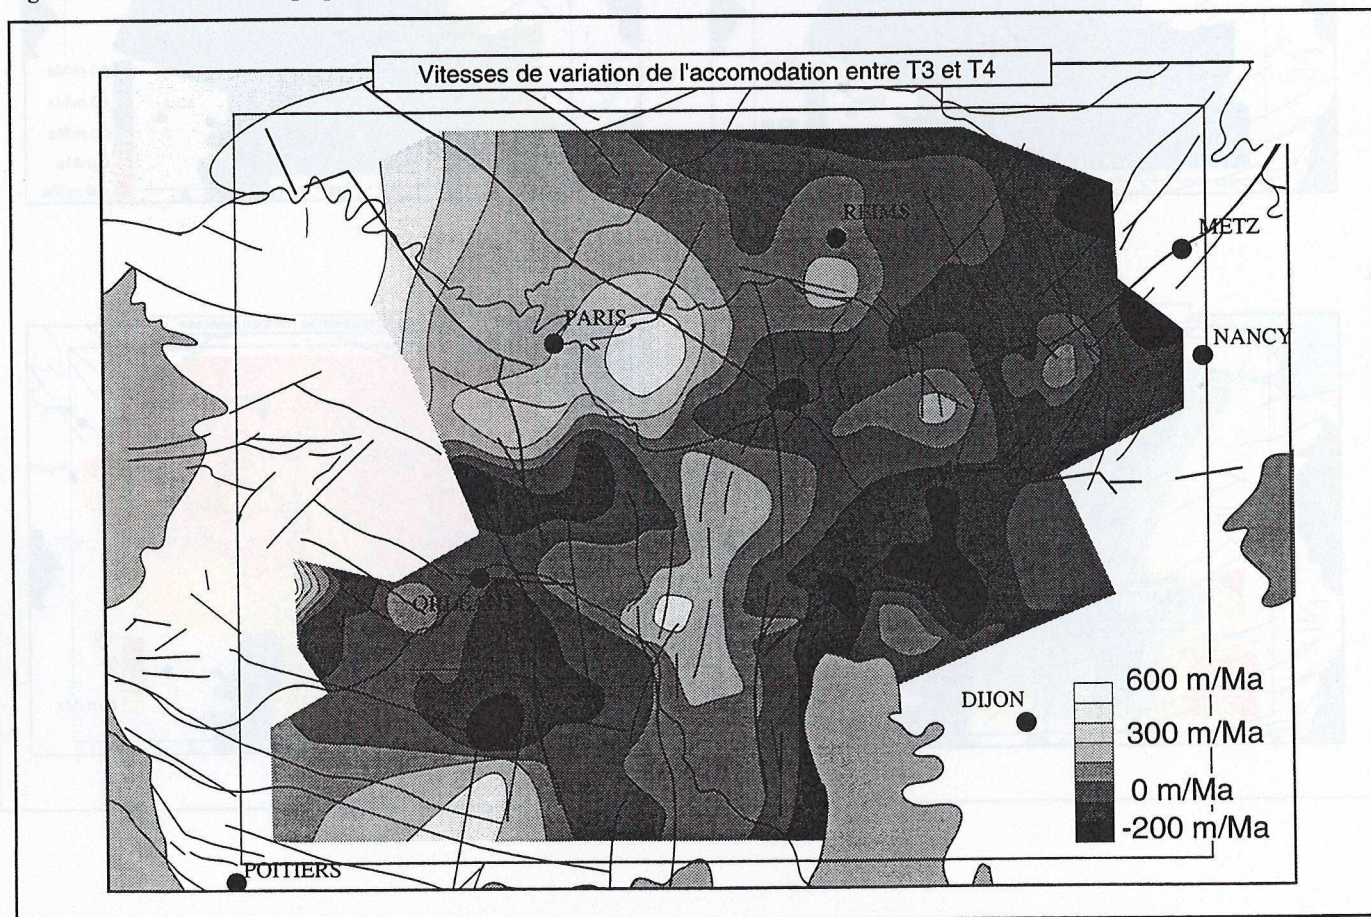 Vitesses de variation de l'accomodation entre T3 et T4
REIMS
METZ
PARIS
NANCY
ORLEANS
DIJON
600 m/Ma
300 m/Ma
0 m/Ma
-200 m/Ma
POITIERS